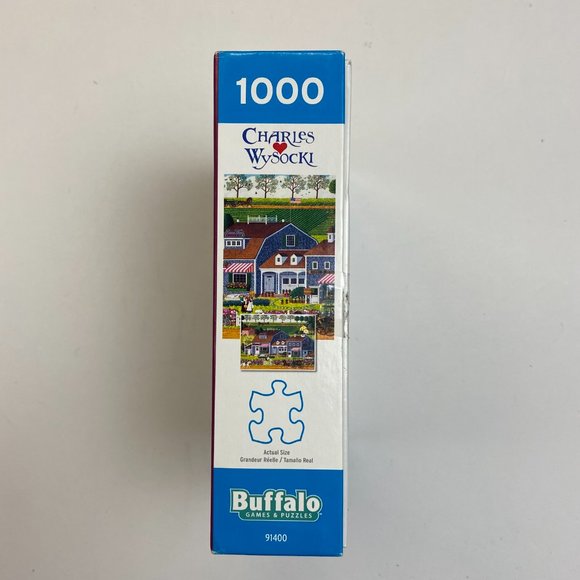 1000
CHARLES
WYSOCKI
Actual Size
Grandeur Réelle / Tamaño Real
Buffalo
GAMES & PUZZLES
91400